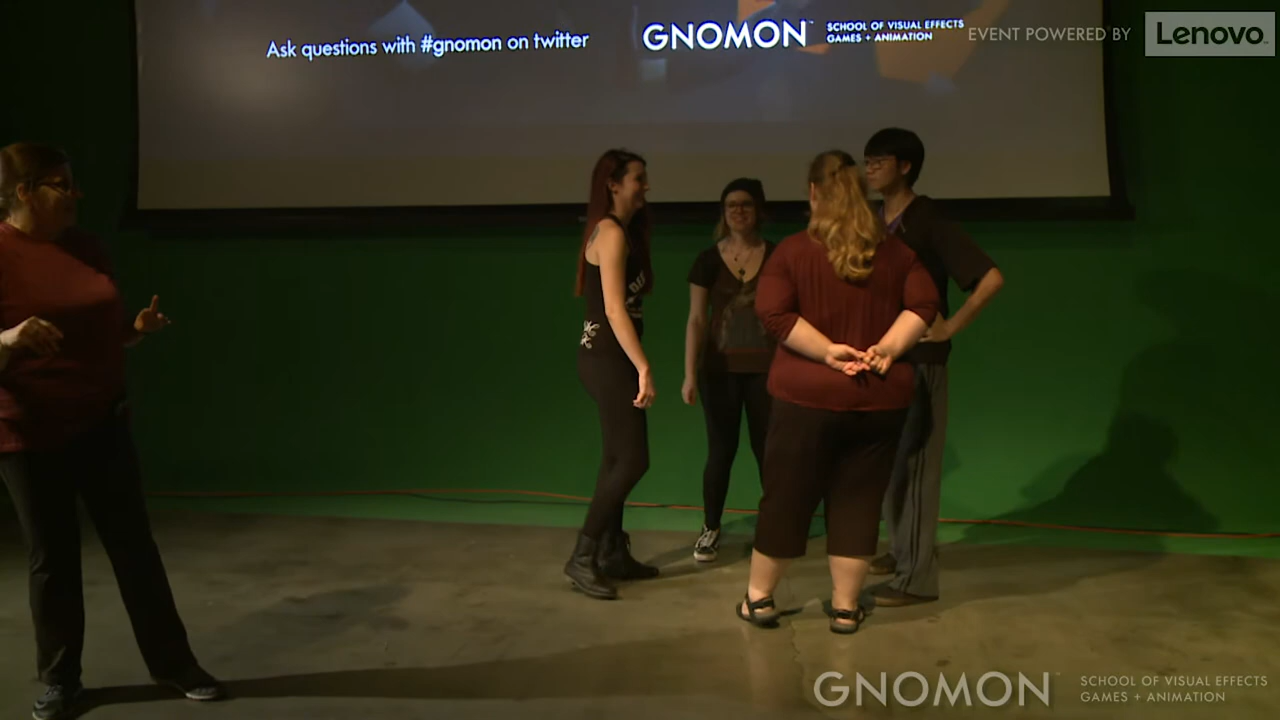 Ask questions with #gnomon on twitter
GNOMON™
SCHOOL OF VISUAL EFFECTS
GAMES + ANIMATION
EVENT POWERED BY
Lenovo
GNOMON
SCHOOL OF VISUAL EFFECTS
GAMES + ANIMATION